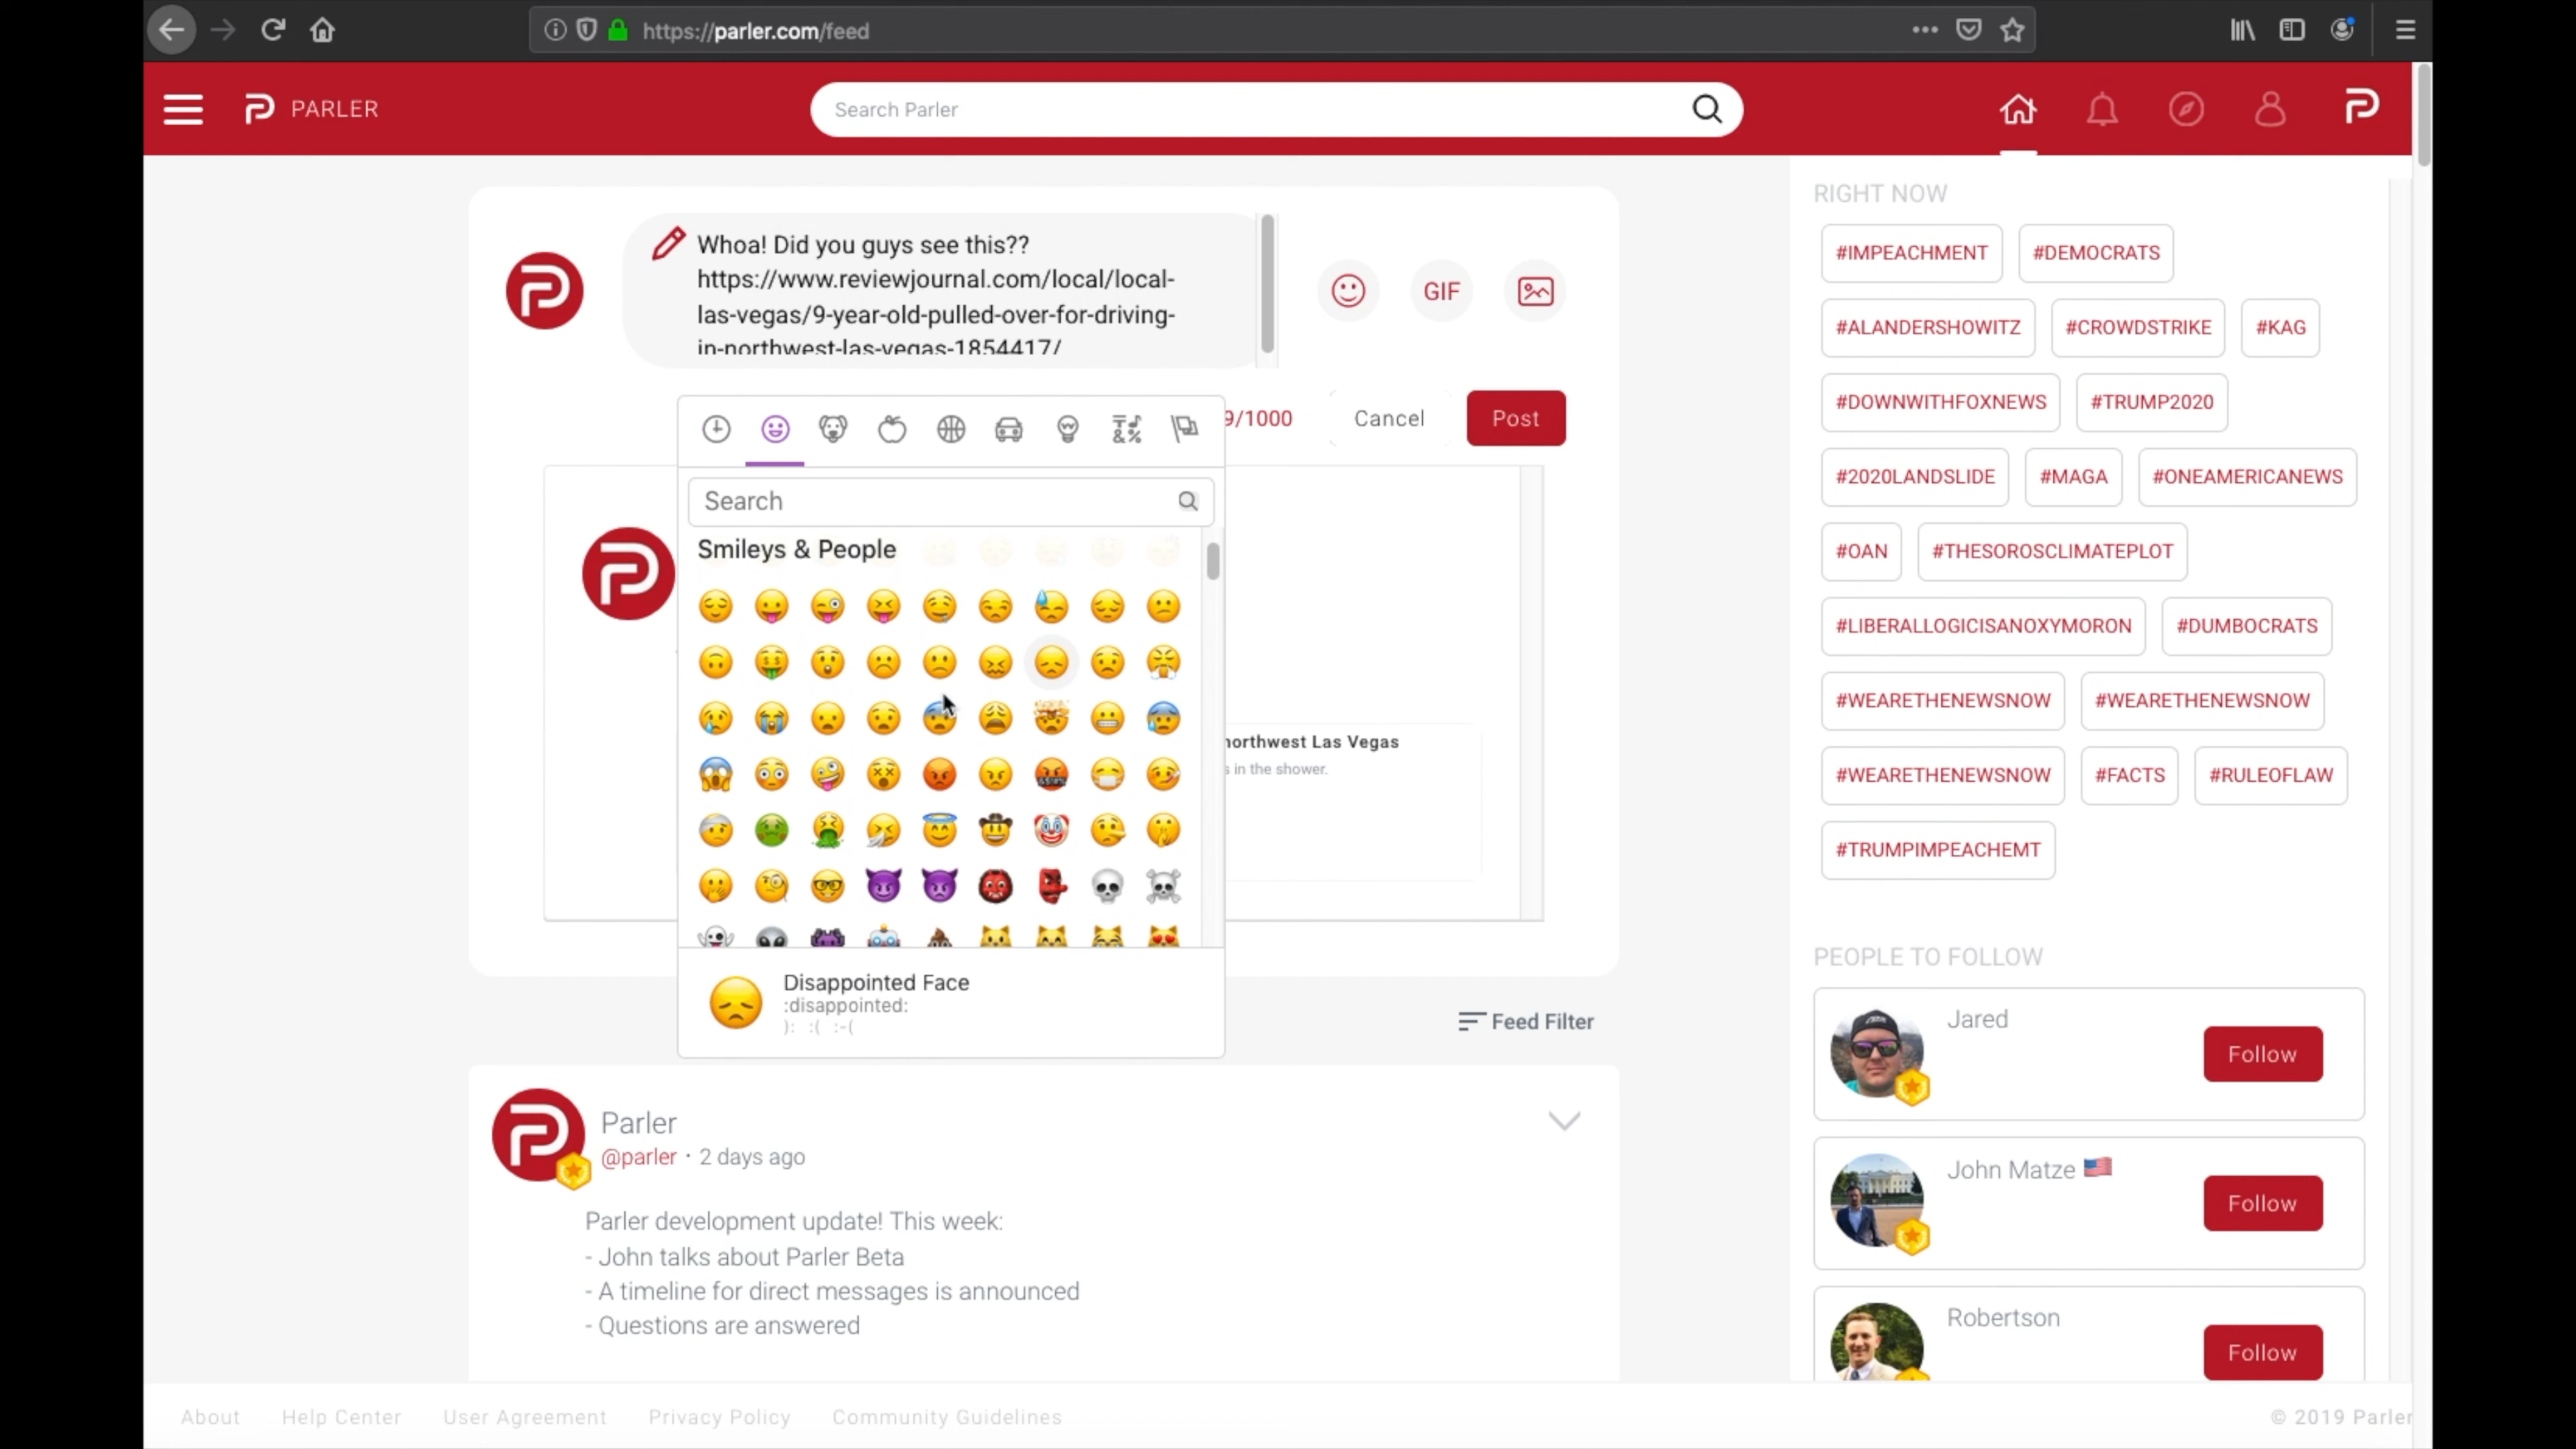 https://parler.com/feed
PARLER
Search Parler
Whoa! Did you guys see this??
https://www.reviewjournal.com/local/local-
las-vegas/9-year-old-pulled-over-for-driving-
in-northwest-las-vegas-1854417/
GIF
9/1000
Cancel
Post
Search
Smileys & People
northwest Las Vegas
s in the shower.
Disappointed Face
:disappointed:
): :( :-(
Feed Filter
Parler
@parler · 2 days ago
Parler development update! This week:
- John talks about Parler Beta
- A timeline for direct messages is announced
- Questions are answered
RIGHT NOW
#IMPEACHMENT
#DEMOCRATS
#ALANDERSHOWITZ
#CROWDSTRIKE
#KAG
#DOWNWITHFOXNEWS
#TRUMP2020
#2020LANDSLIDE
#MAGA
#ONEAMERICANEWS
#OAN
#THESOROSCLIMATEPLOT
#LIBERALLOGICISANOXYMORON
#DUMBOCRATS
#WEARETHENEWSNOW
#WEARETHENEWSNOW
#WEARETHENEWSNOW
#FACTS
#RULEOFLAW
#TRUMPIMPEACHEMT
PEOPLE TO FOLLOW
Jared
Follow
John Matze
Follow
Robertson
Follow
About
Help Center
User Agreement
Privacy Policy
Community Guidelines
© 2019 Parler